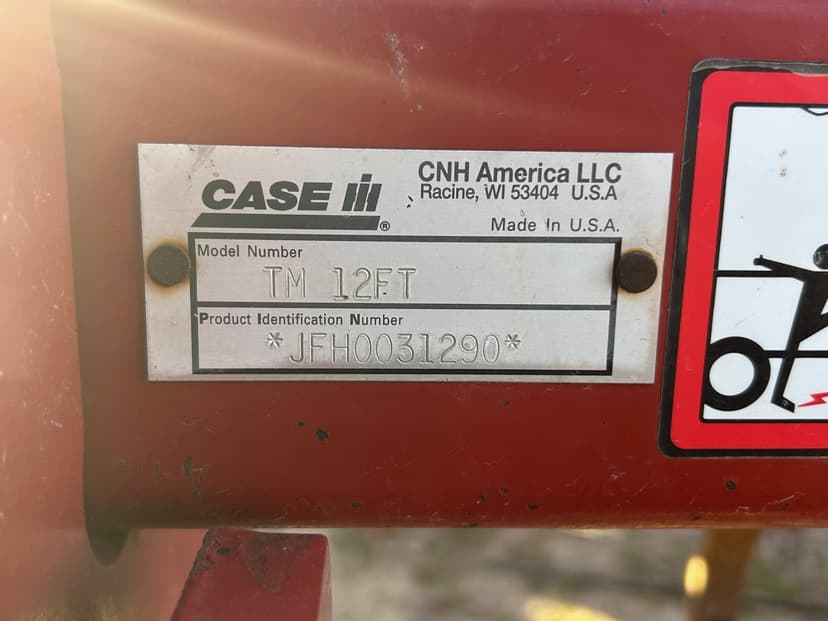 CASE IH
®
CNH America LLC
Racine, WI 53404 U.S.A
Made In U.S.A.
Model Number
TM 12FT
Product Identification Number
*JFH0031290*